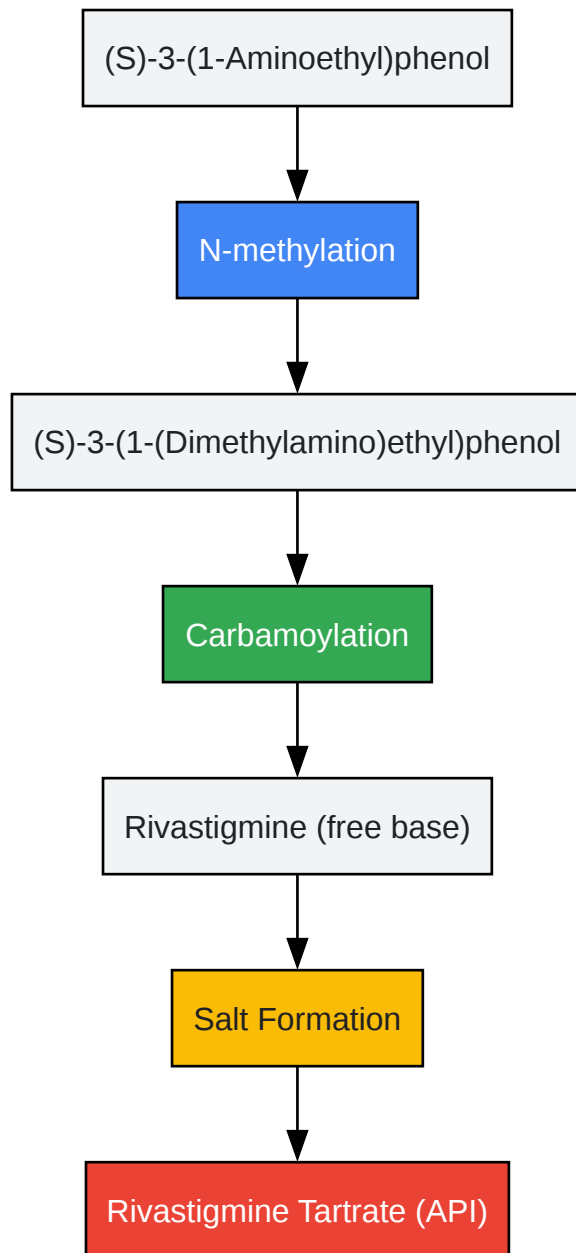 (S)-3-(1-Aminoethyl)phenol
N-methylation
(S)-3-(1-(Dimethylamino)ethyl)phenol
Carbamoylation
Rivastigmine (free base)
Salt Formation
Rivastigmine Tartrate (API)